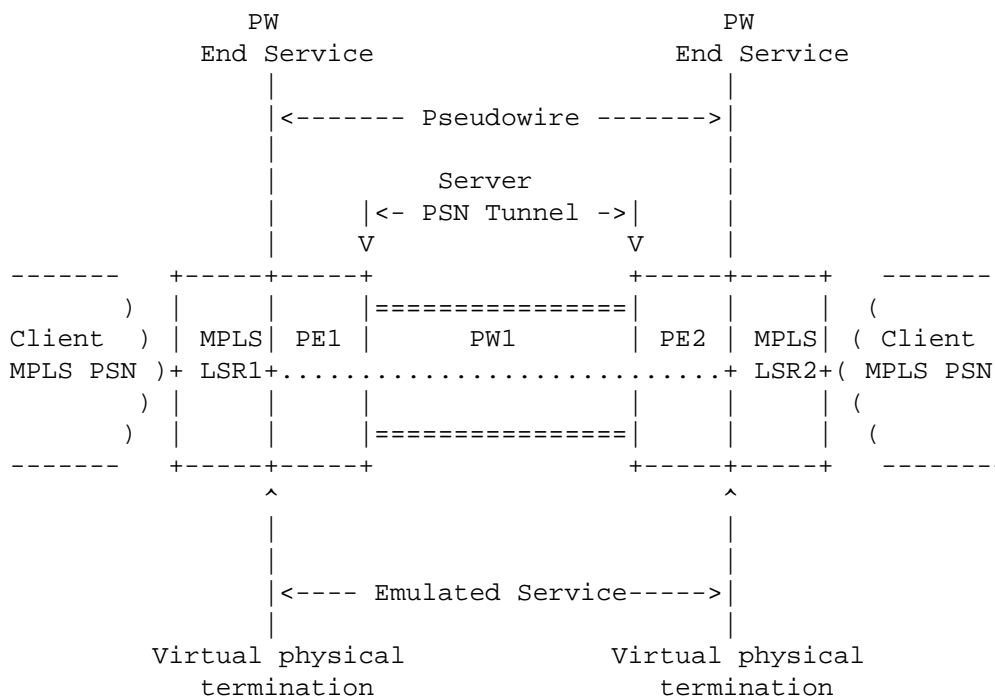 PW PW
End Service End Service
|<------- Pseudowire ------->|
Server
|<- PSN Tunnel ->|
V V
------- +-----+-----+ +-----+-----+ -------
) | | |================| | | (
Client ) | MPLS| PE1 | PW1 | PE2 | MPLS| ( Client
MPLS PSN )+ LSR1+............................+ LSR2+( MPLS PSN
) | | | | | | (
) | | |================| | | (
------- +-----+-----+ +-----+-----+ --------
^ ^
|<---- Emulated Service----->|
Virtual physical Virtual physical
termination termination